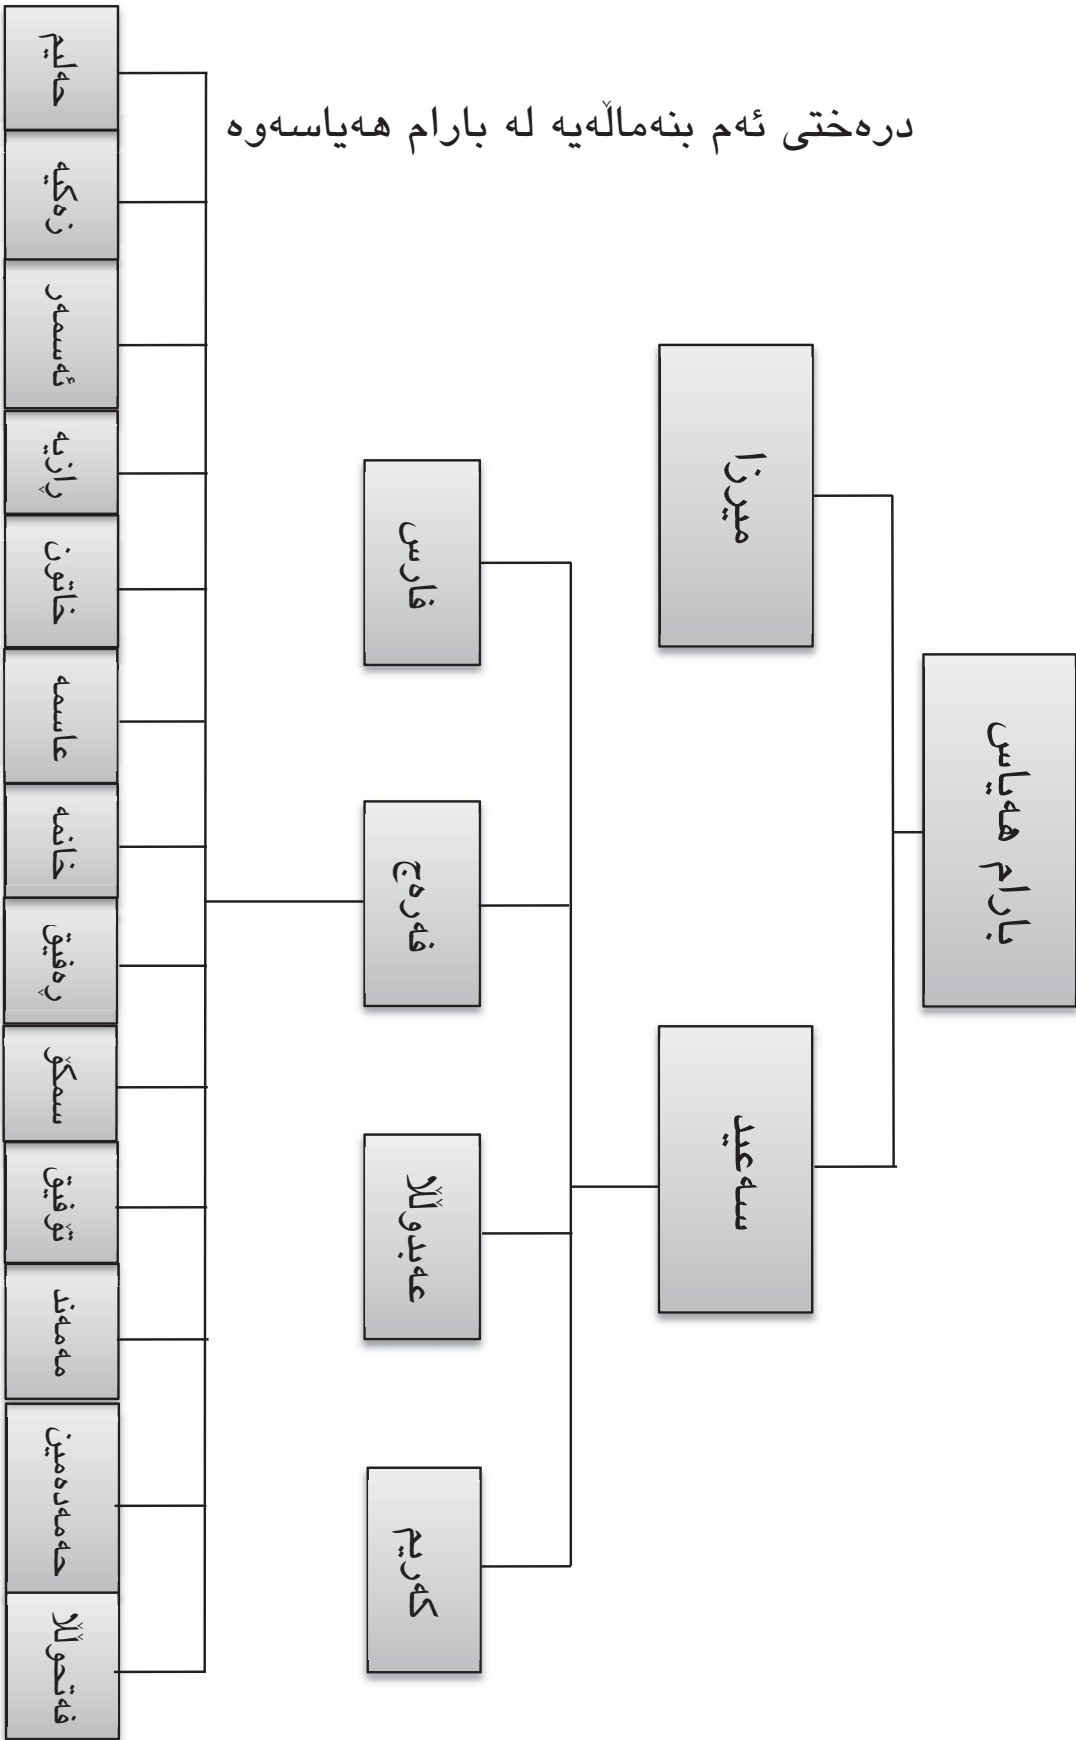 درەختی ئەم بنەماڵەیە لە بارام هەیاسەوە
بارام هەیاس
میرزا
سەعید
فارس
فەرەج
عەبدوڵڵا
کەریم
حەلیم
زەکیە
ئەسمەر
ڕازیە
خاتون
عاسمە
خانمە
ڕەفیق
سمکۆ
تۆفیق
مەمەند
حەمەدەمین
فەتحوڵڵا